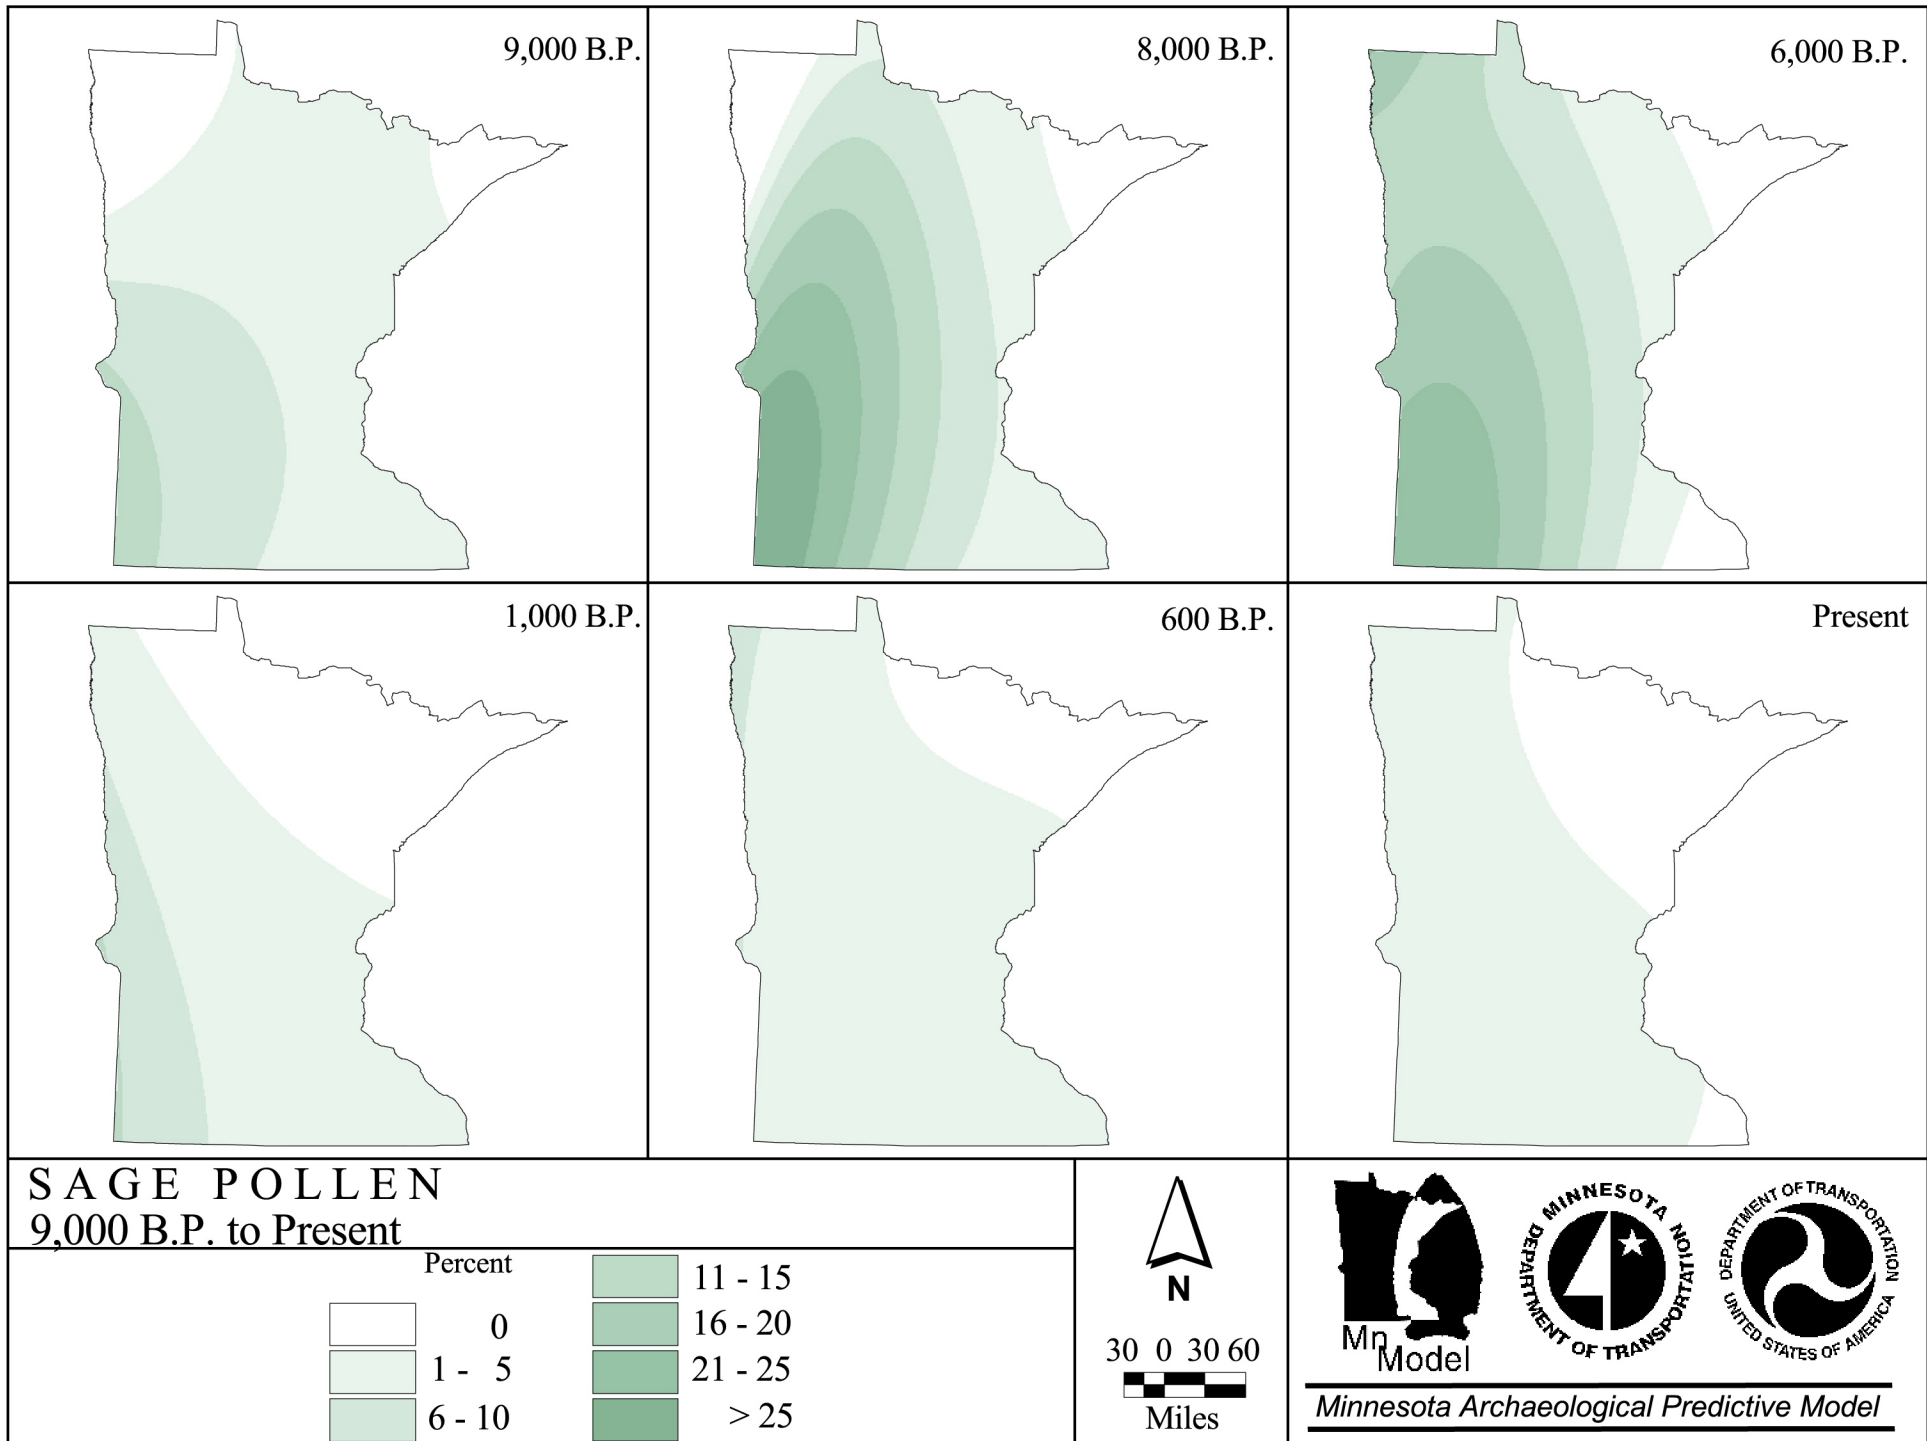 9,000 B.P.
8,000 B.P.
6,000 B.P.
1,000 B.P.
600 B.P.
Present
SAGE POLLEN
9,000 B.P. to Present
Percent
0
1 - 5
6 - 10
11 - 15
16 - 20
21 - 25
> 25
N
30 0 30 60
Miles
Mn
Model
MINNESOTA
DEPARTMENT OF TRANSPORTATION
DEPARTMENT OF TRANSPORTATION
UNITED STATES OF AMERICA
Minnesota Archaeological Predictive Model